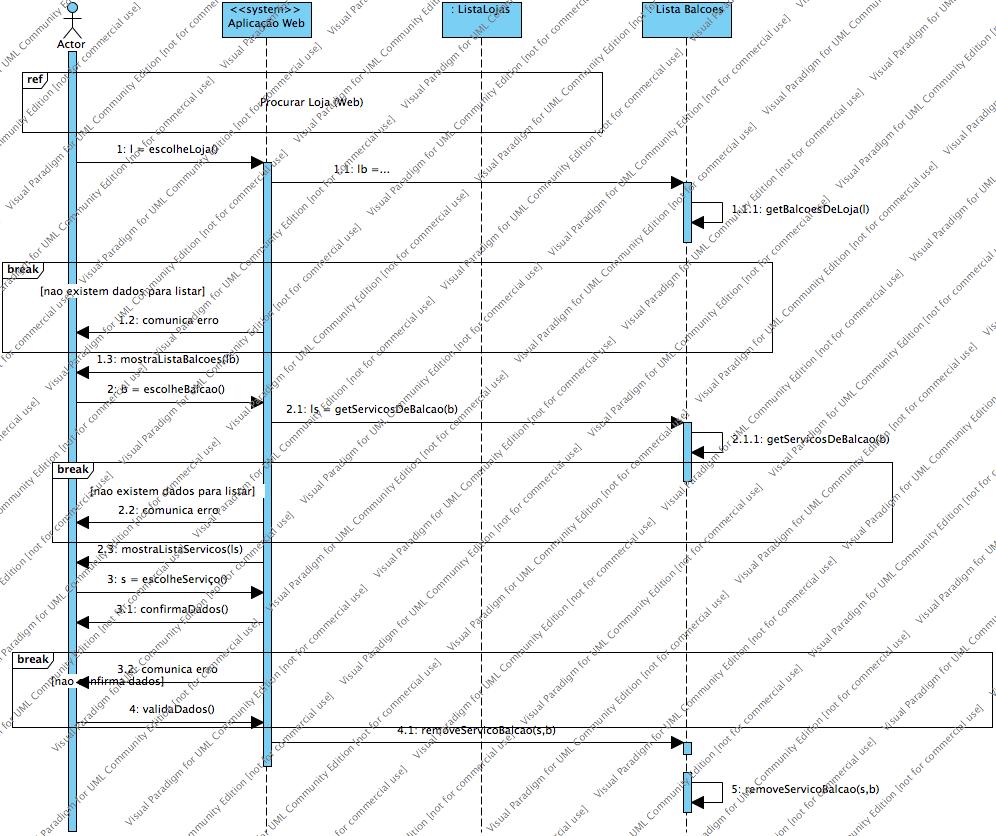 <<system>>
Aplicação Web
: ListaLojas
: Lista Balcoes
Actor
ref
Procurar Loja (Web)
1: l = escolheLoja()
1.1: lb =...
1.1.1: getBalcoesDeLoja(l)
break
[nao existem dados para listar]
1.2: comunica erro
1.3: mostraListaBalcoes(lb)
2: b = escolheBalcao()
2.1: ls = getServicosDeBalcao(b)
2.1.1: getServicosDeBalcao(b)
break
[nao existem dados para listar]
2.2: comunica erro
2.3: mostraListaServicos(ls)
3: s = escolheServiço()
3.1: confirmaDados()
break
3.2: comunica erro
[nao confirma dados]
4: validaDados()
4.1: removeServicoBalcao(s,b)
5: removeServicoBalcao(s,b)
Visual Paradigm for UML Community Edition [not for commercial use]